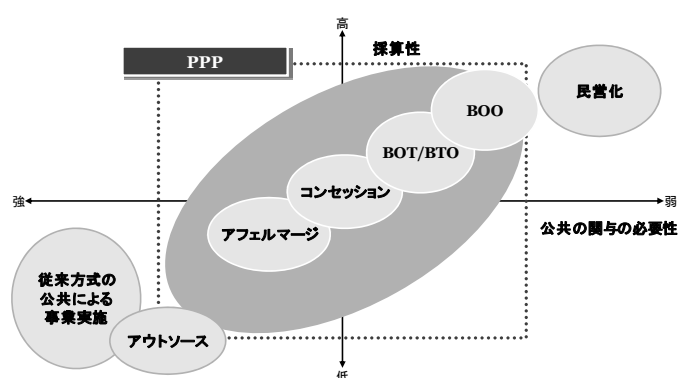 高
採算性
PPP
民営化
BOO
BOT/BTO
コンセッション
強
弱
アフェルマージ
公共の関与の必要性
従来方式の
公共による
事業実施
アウトソース
低